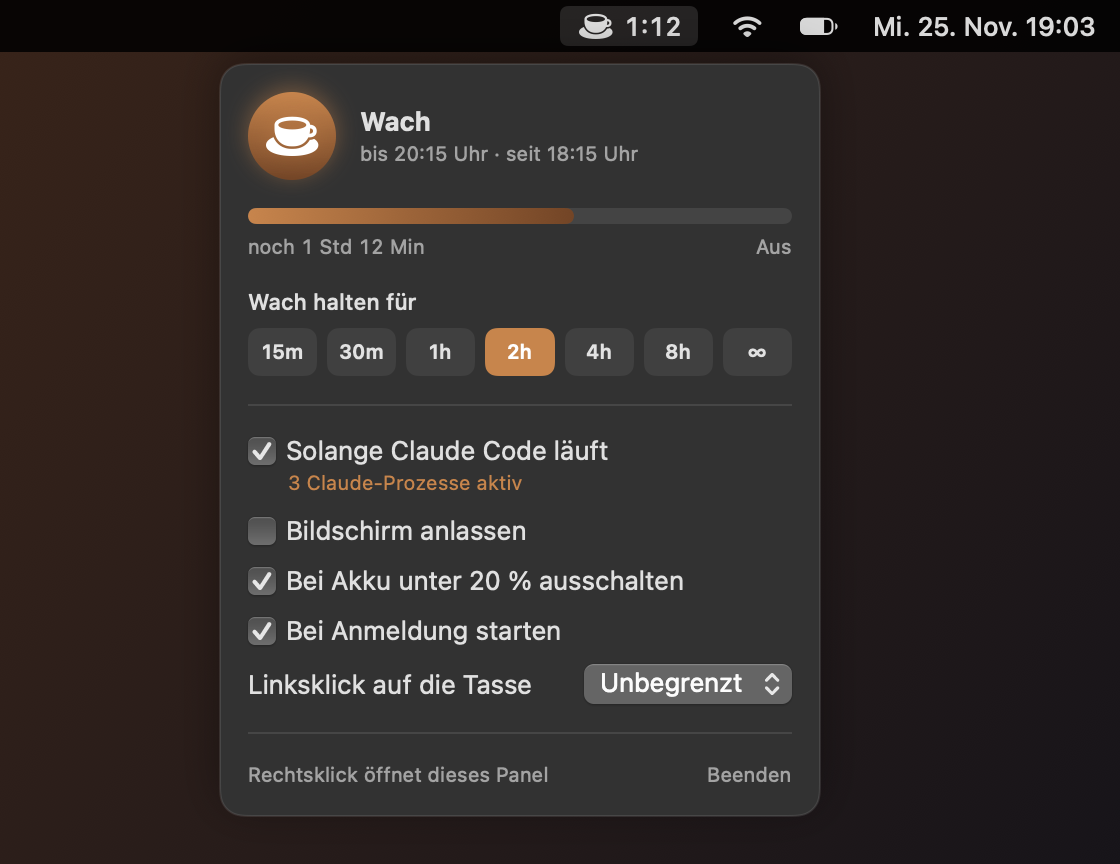 1:12
Mi. 25. Nov. 19:03
Wach
bis 20:15 Uhr · seit 18:15 Uhr
noch 1 Std 12 Min
Aus
Wach halten für
15m 30m 1h 2h 4h 8h ∞
Solange Claude Code läuft
3 Claude-Prozesse aktiv
Bildschirm anlassen
Bei Akku unter 20 % ausschalten
Bei Anmeldung starten
Linksklick auf die Tasse
Unbegrenzt
Rechtsklick öffnet dieses Panel
Beenden